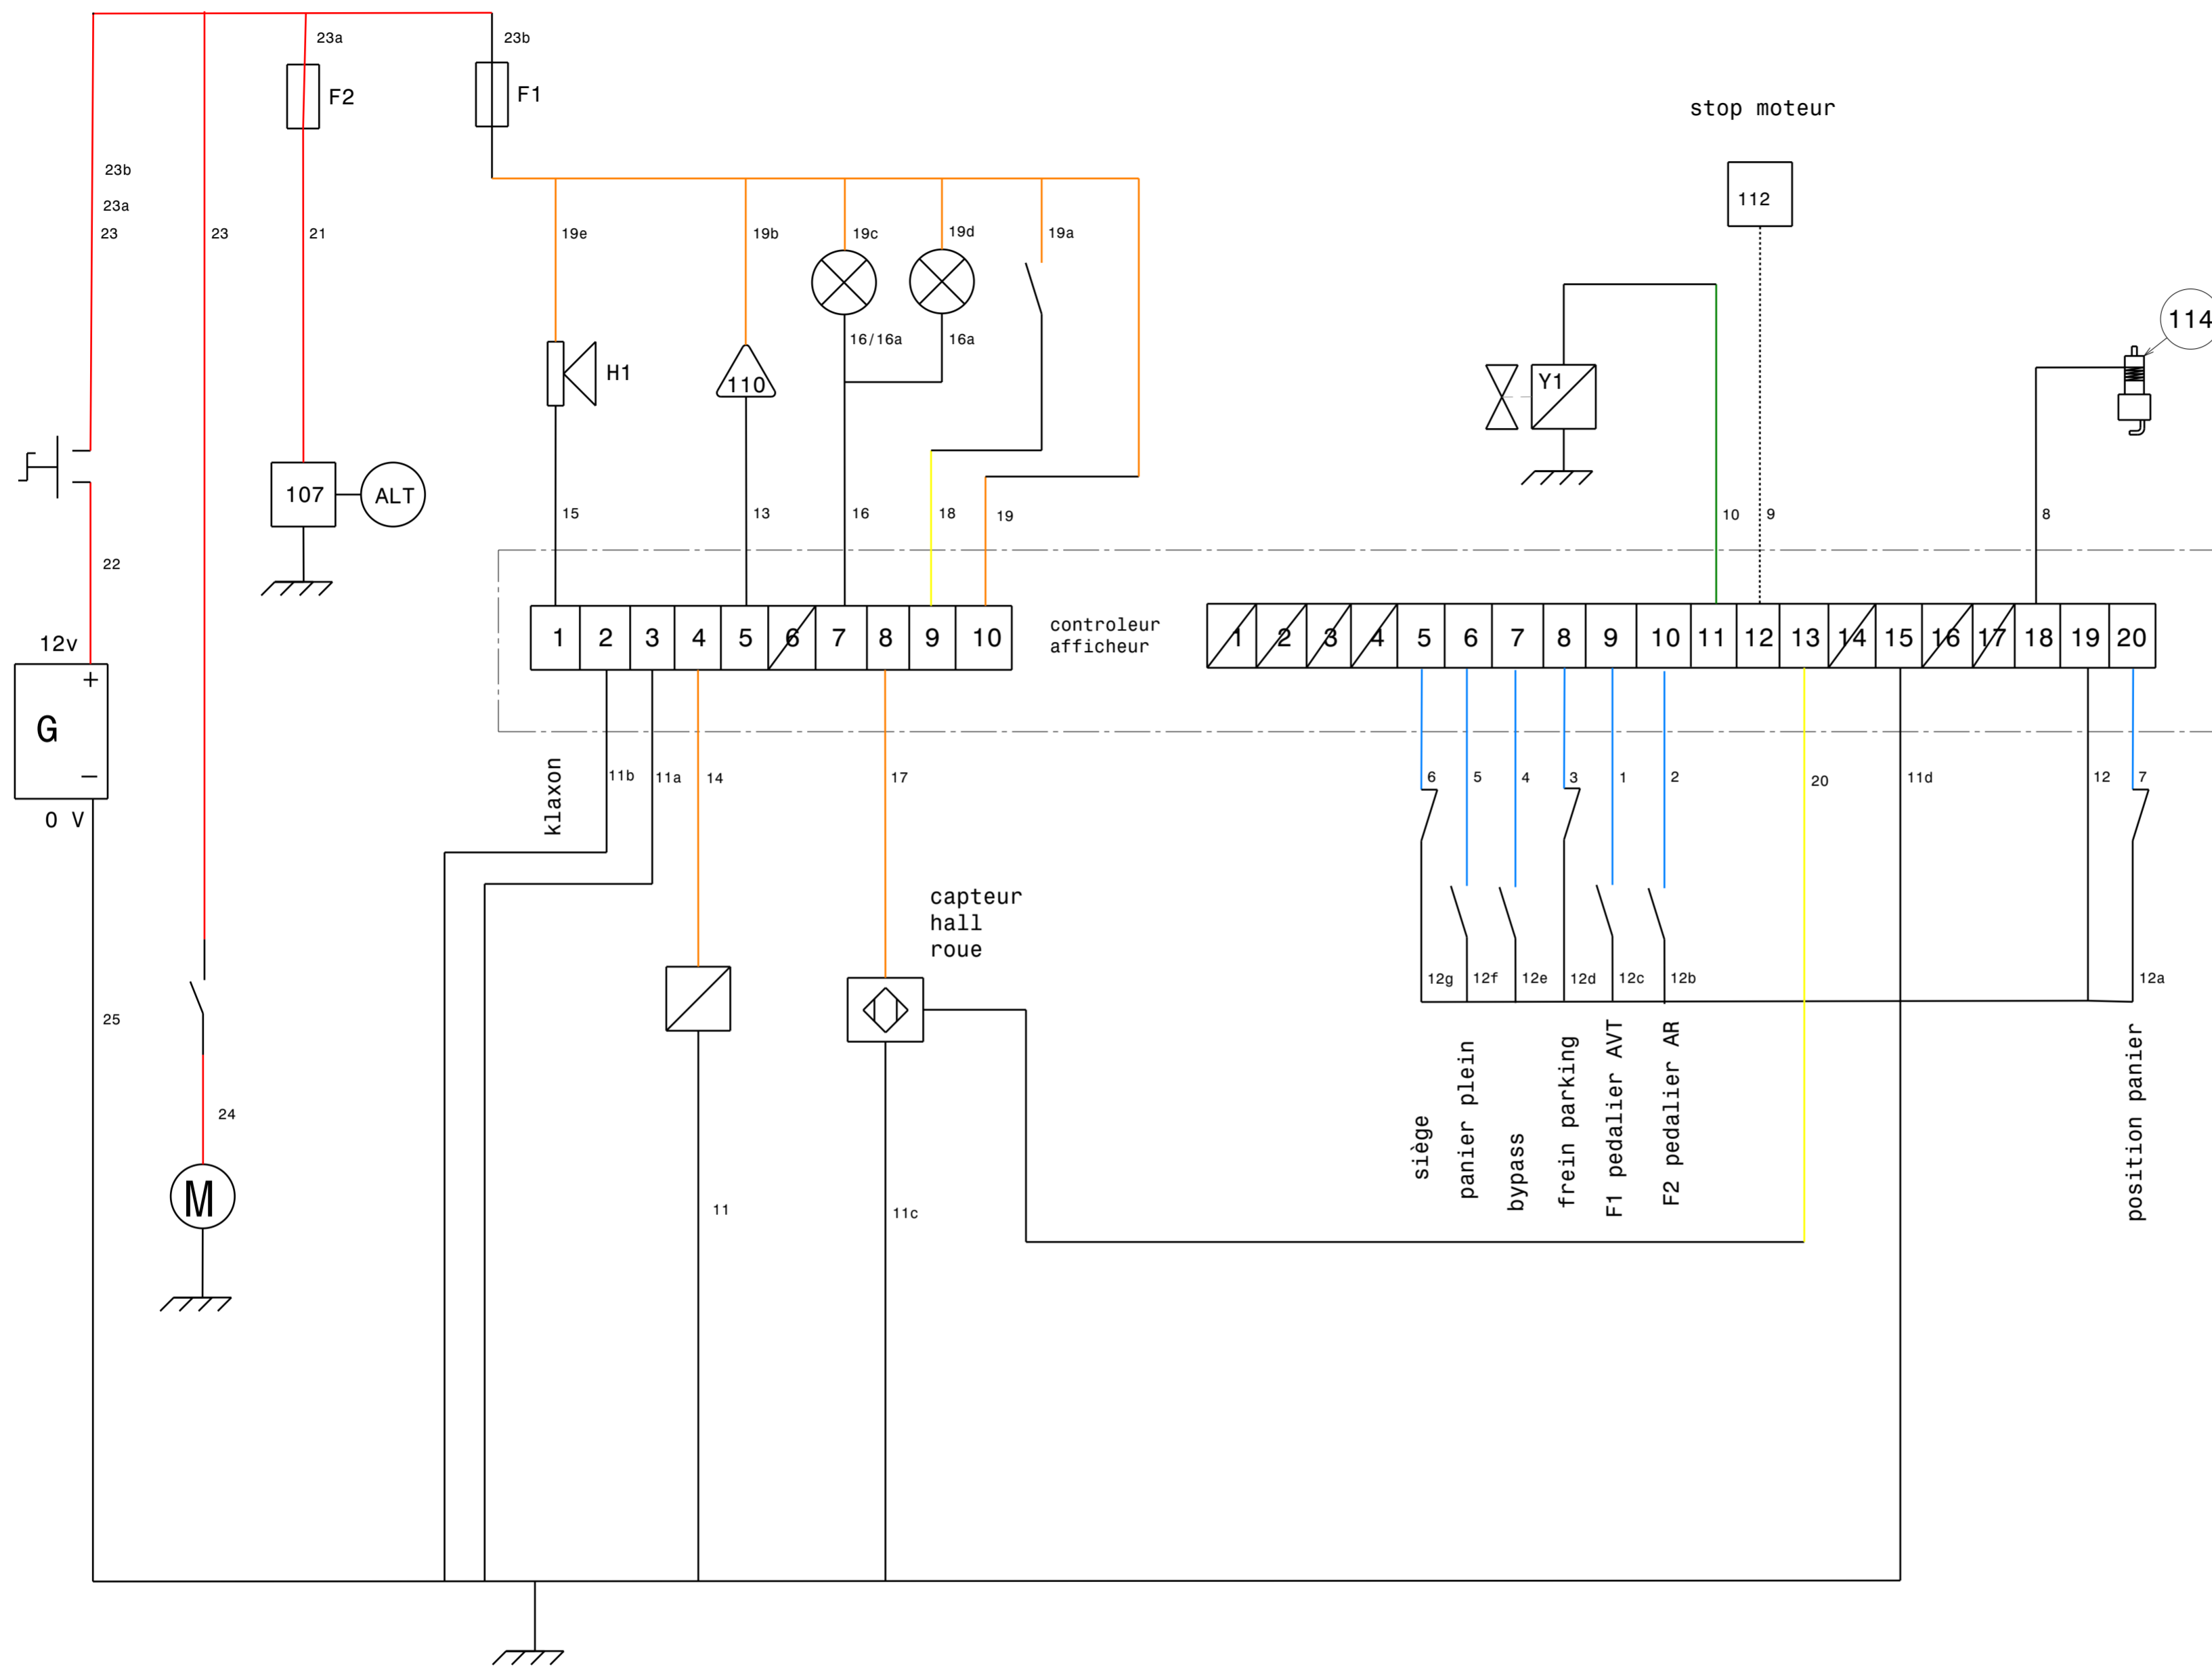 23a
23b
F2
F1
stop moteur
23b
23a
23
23
21
19e
19b
19c
19d
19a
112
114
16/16a
16a
H1
110
Y1
107
ALT
15
13
16
18
19
10
9
8
22
12v
+
G
–
0 V
1 2 3 4 5 6 7 8 9 10
controleur
afficheur
1 2 3 4 5 6 7 8 9 10 11 12 13 14 15 16 17 18 19 20
klaxon
11b
11a
14
17
6
5
4
3
1
2
20
11d
12
7
capteur
hall
roue
25
12g
12f
12e
12d
12c
12b
12a
24
M
11
11c
siège
panier plein
bypass
frein parking
F1 pedalier AVT
F2 pedalier AR
position panier